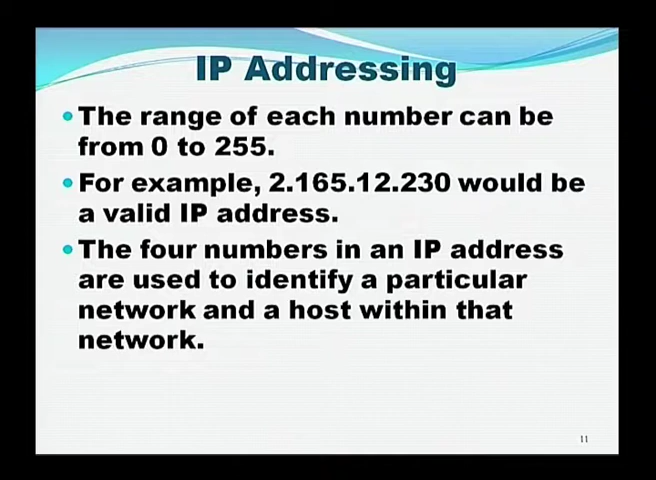 IP Addressing
The range of each number can be
from 0 to 255.
For example, 2.165.12.230 would be
a valid IP address.
The four numbers in an IP address
are used to identify a particular
network and a host within that
network.
11